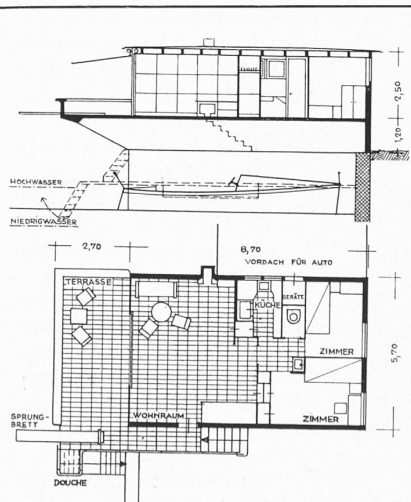 2,50
1,20
HOCHWASSER
NIEDRIGWASSER
2,70
8,70
VORDACH FÜR AUTO
TERRASSE
KÜCHE
GERÄTE
ZIMMER
5,70
SPRUNG-
BRETT
WOHNRAUM
ZIMMER
DOUCHE